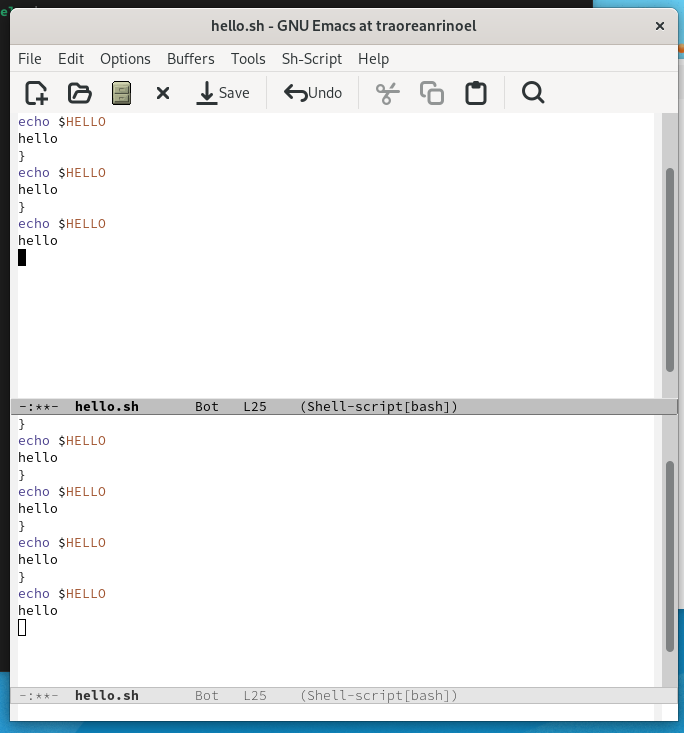 hello.sh - GNU Emacs at traoreanrinoel
File Edit Options Buffers Tools Sh-Script Help
Save Undo
echo $HELLO
hello
}
echo $HELLO
hello
}
echo $HELLO
hello
-:**- hello.sh Bot L25 (Shell-script[bash])
}
echo $HELLO
hello
}
echo $HELLO
hello
}
echo $HELLO
hello
}
echo $HELLO
hello
-:**- hello.sh Bot L25 (Shell-script[bash])